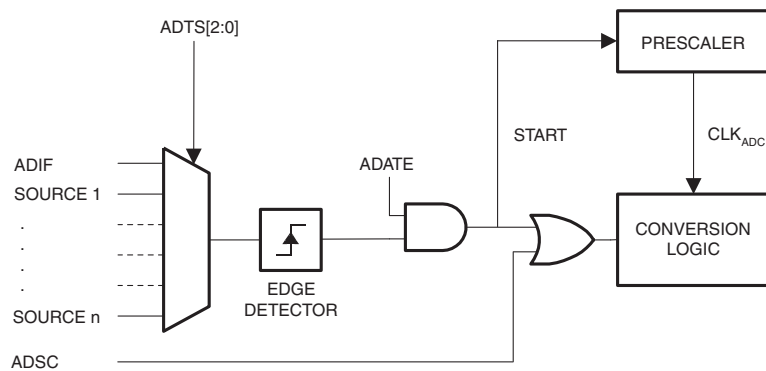 ADTS[2:0]
PRESCALER
START
CLKADC
ADIF
SOURCE 1
.
.
.
.
SOURCE n
ADSC
ADATE
EDGE
DETECTOR
CONVERSION
LOGIC